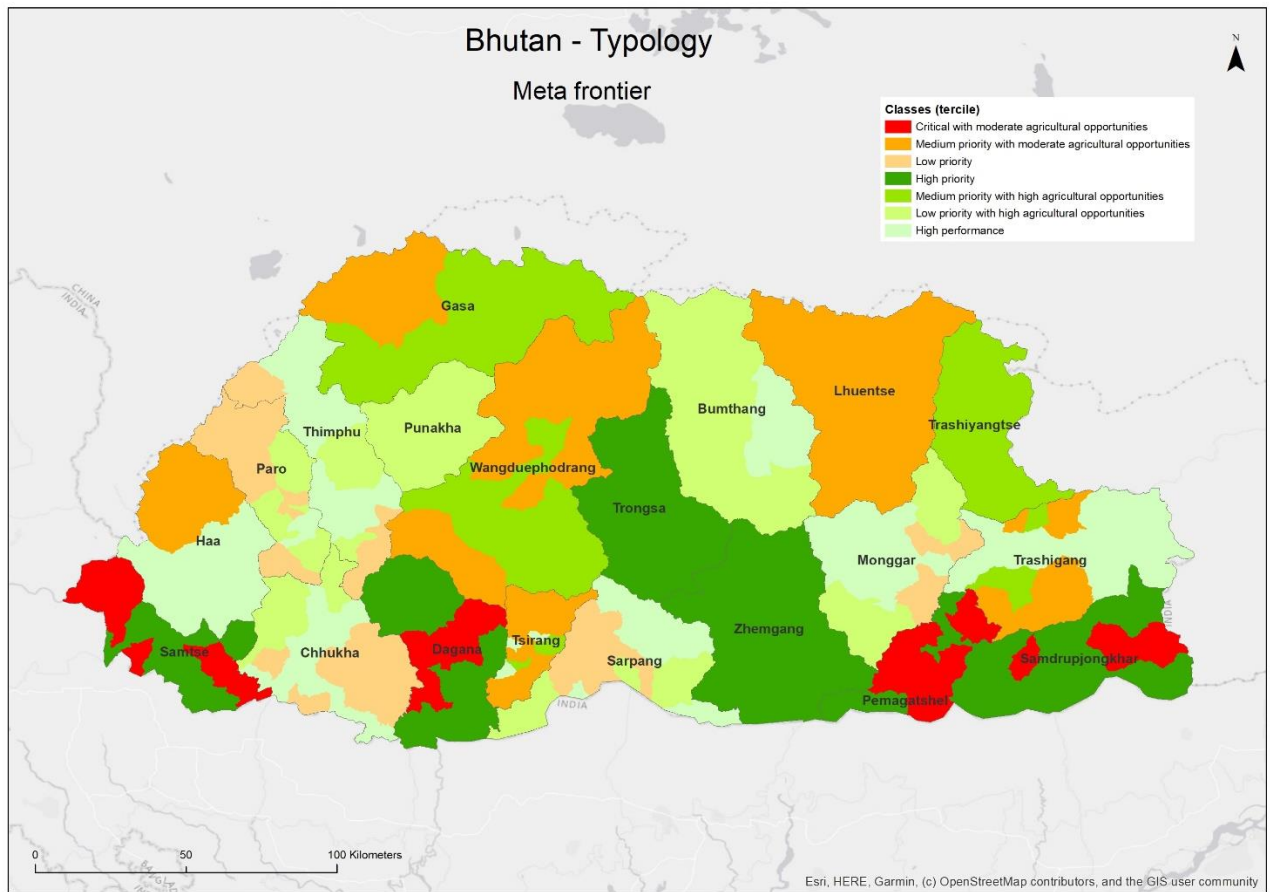 Bhutan - Typology
Meta frontier
N
Classes (tercile)
Critical with moderate agricultural opportunities
Medium priority with moderate agricultural opportunities
Low priority
High priority
Medium priority with high agricultural opportunities
Low priority with high agricultural opportunities
High performance
CHINA
INDIA
Gasa
Lhuentse
Bumthang
Trashiyangtse
Punakha
Thimphu
Paro
Wangduephodrang
Trongsa
Haa
Monggar
Trashigang
INDIA
Zhemgang
Tsirang
Dagana
Samtse
Chhukha
Sarpang
Samdrupjongkhar
Pemagatshel
INDIA
0 50 100 Kilometers
Esri, HERE, Garmin, (c) OpenStreetMap contributors, and the GIS user community